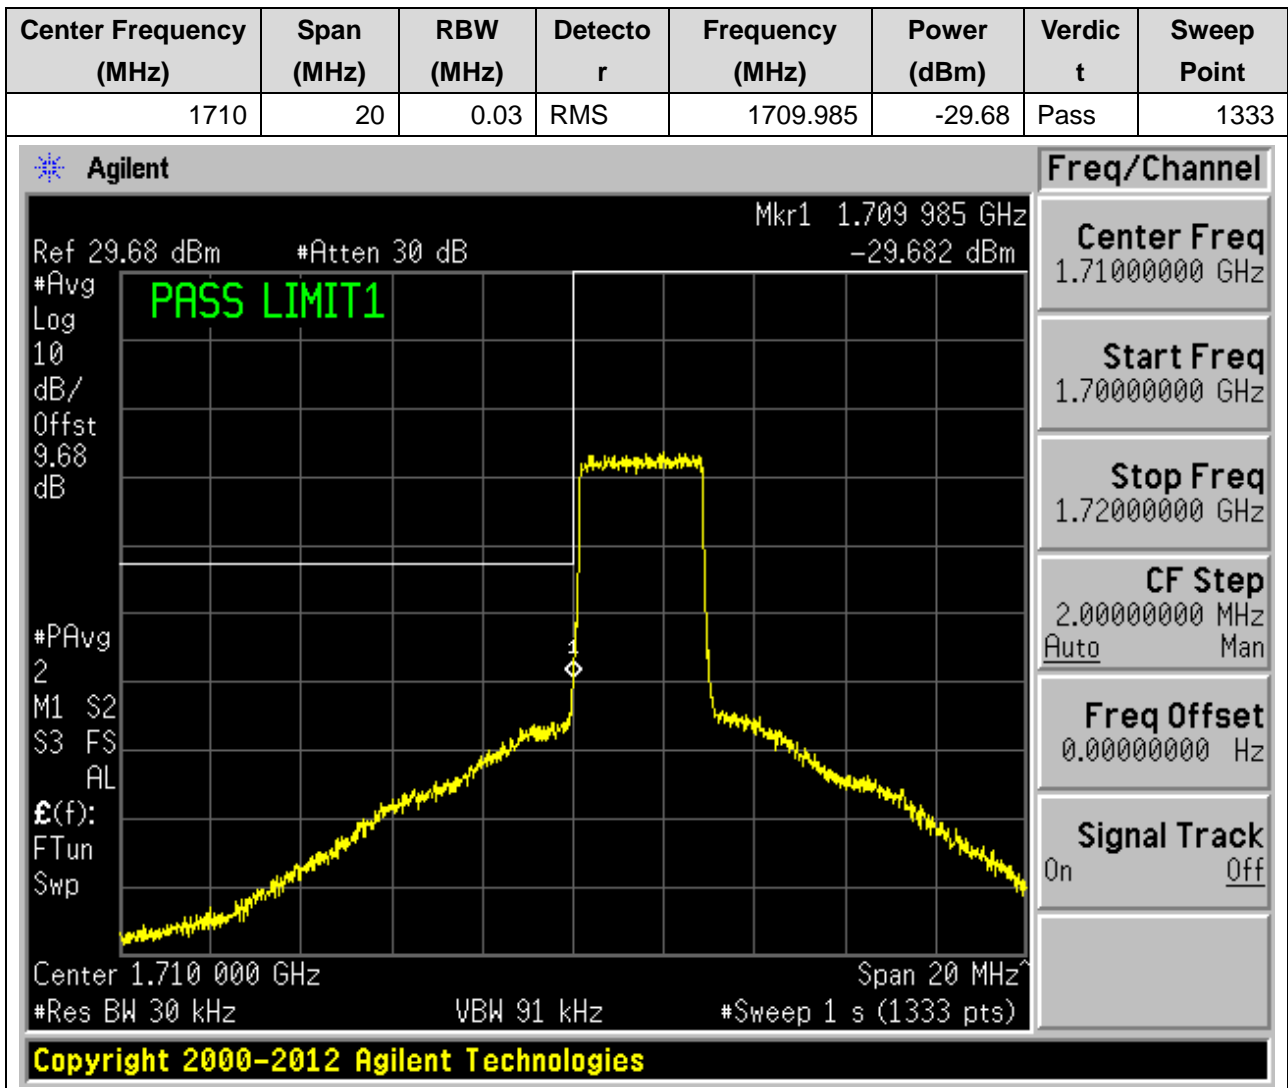 Center Frequency (MHz) Span (MHz) RBW (MHz) Detecto r Frequency (MHz) Power (dBm) Verdic t Sweep Point
1710 20 0.03 RMS 1709.985 -29.68 Pass 1333
Agilent
Freq/Channel
Mkr1 1.709 985 GHz
Ref 29.68 dBm #Atten 30 dB -29.682 dBm
#Avg
Log
10
dB/
Offst
9.68
dB
PASS LIMIT1
1
#PAvg
2
M1 S2
S3 FS
AL
£(f):
FTun
Swp
Center 1.710 000 GHz Span 20 MHz^
#Res BW 30 kHz VBW 91 kHz #Sweep 1 s (1333 pts)
Center Freq
1.71000000 GHz
Start Freq
1.70000000 GHz
Stop Freq
1.72000000 GHz
CF Step
2.00000000 MHz
Auto Man
Freq Offset
0.00000000 Hz
Signal Track
On Off
Copyright 2000-2012 Agilent Technologies